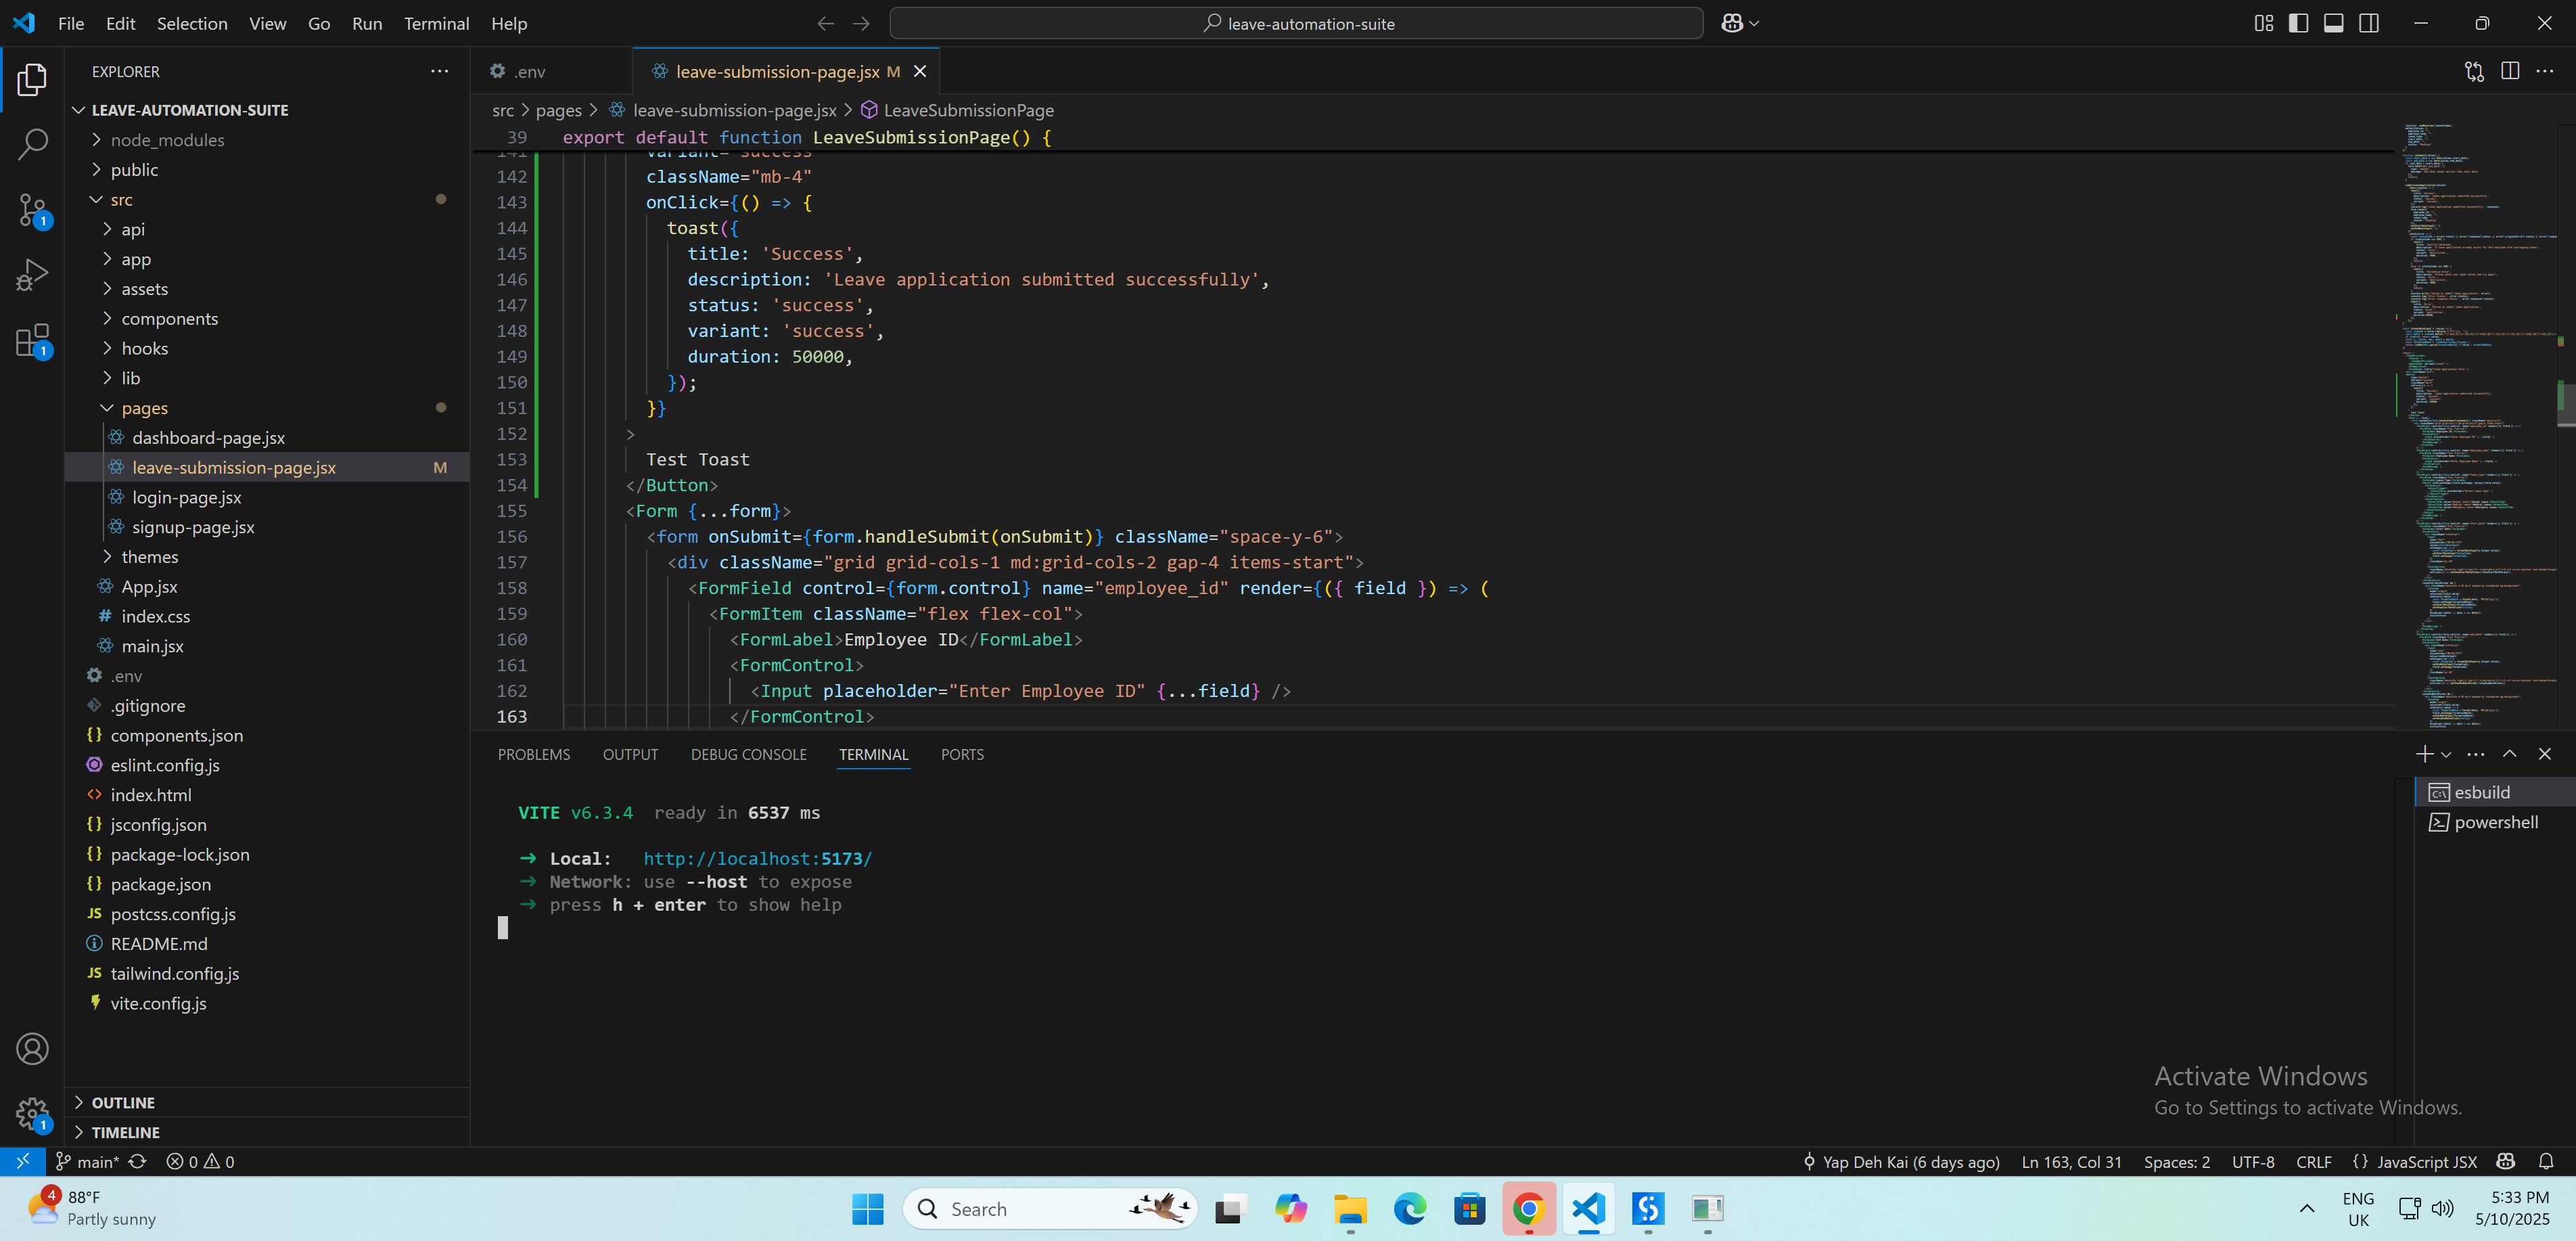 File Edit Selection View Go Run Terminal Help
leave-automation-suite
EXPLORER
LEAVE-AUTOMATION-SUITE
node_modules
public
src
api
app
assets
components
hooks
lib
pages
dashboard-page.jsx
leave-submission-page.jsx M
login-page.jsx
signup-page.jsx
themes
App.jsx
# index.css
main.jsx
.env
.gitignore
{} components.json
eslint.config.js
<> index.html
{} jsconfig.json
{} package-lock.json
{} package.json
JS postcss.config.js
README.md
JS tailwind.config.js
vite.config.js
OUTLINE
TIMELINE
1
1
1
.env
leave-submission-page.jsx M
src > pages > leave-submission-page.jsx > LeaveSubmissionPage
39 export default function LeaveSubmissionPage() {
141 variant="success"
142 className="mb-4"
143 onClick={() => {
144 toast({
145 title: 'Success',
146 description: 'Leave application submitted successfully',
147 status: 'success',
148 variant: 'success',
149 duration: 50000,
150 });
151 }}
152 >
153 Test Toast
154 </Button>
155 <Form {...form}>
156 <form onSubmit={form.handleSubmit(onSubmit)} className="space-y-6">
157 <div className="grid grid-cols-1 md:grid-cols-2 gap-4 items-start">
158 <FormField control={form.control} name="employee_id" render={({ field }) => (
159 <FormItem className="flex flex-col">
160 <FormLabel>Employee ID</FormLabel>
161 <FormControl>
162 <Input placeholder="Enter Employee ID" {...field} />
163 </FormControl>
PROBLEMS OUTPUT DEBUG CONSOLE TERMINAL PORTS
VITE v6.3.4 ready in 6537 ms
➜ Local: http://localhost:5173/
➜ Network: use --host to expose
➜ press h + enter to show help
esbuild
powershell
Activate Windows
Go to Settings to activate Windows.
main* 0 0
Yap Deh Kai (6 days ago) Ln 163, Col 31 Spaces: 2 UTF-8 CRLF {} JavaScript JSX
4
88°F
Partly sunny
Search
ENG
UK
5:33 PM
5/10/2025